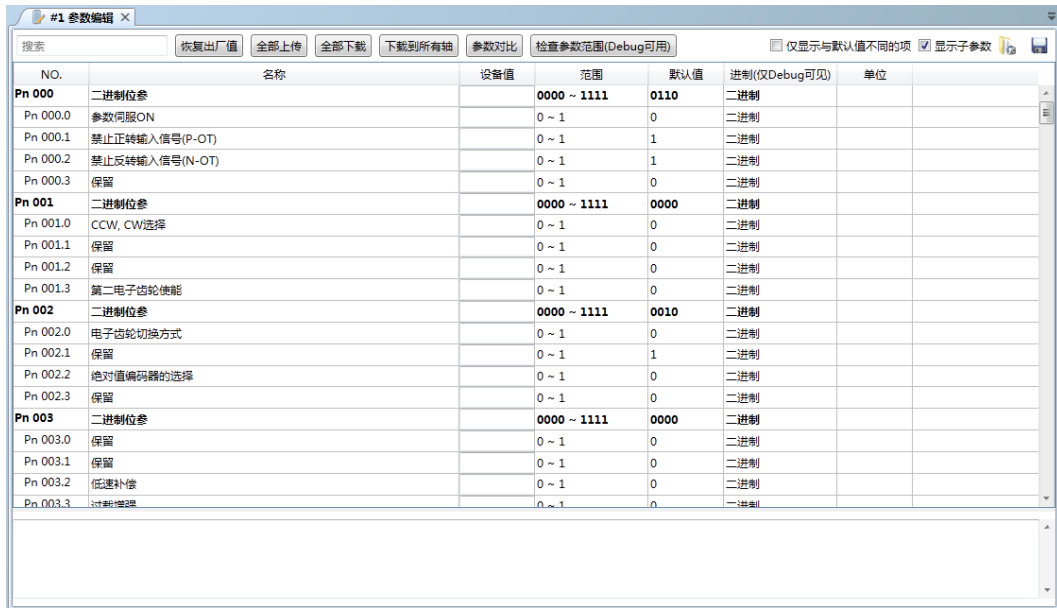 #1 参数编辑 ×
搜索 恢复出厂值 全部上传 全部下载 下载到所有轴 参数对比 检查参数范围(Debug可用) 仅显示与默认值不同的项 显示子参数
NO. 名称 设备值 范围 默认值 进制(仅Debug可见) 单位
Pn 000 二进制位参 0000 ~ 1111 0110 二进制
Pn 000.0 参数伺服ON 0 ~ 1 0 二进制
Pn 000.1 禁止正转输入信号(P-OT) 0 ~ 1 1 二进制
Pn 000.2 禁止反转输入信号(N-OT) 0 ~ 1 1 二进制
Pn 000.3 保留 0 ~ 1 0 二进制
Pn 001 二进制位参 0000 ~ 1111 0000 二进制
Pn 001.0 CCW, CW选择 0 ~ 1 0 二进制
Pn 001.1 保留 0 ~ 1 0 二进制
Pn 001.2 保留 0 ~ 1 0 二进制
Pn 001.3 第二电子齿轮使能 0 ~ 1 0 二进制
Pn 002 二进制位参 0000 ~ 1111 0010 二进制
Pn 002.0 电子齿轮切换方式 0 ~ 1 0 二进制
Pn 002.1 保留 0 ~ 1 1 二进制
Pn 002.2 绝对值编码器的选择 0 ~ 1 0 二进制
Pn 002.3 保留 0 ~ 1 0 二进制
Pn 003 二进制位参 0000 ~ 1111 0000 二进制
Pn 003.0 保留 0 ~ 1 0 二进制
Pn 003.1 保留 0 ~ 1 0 二进制
Pn 003.2 低速补偿 0 ~ 1 0 二进制
Pn 003.3 过载增强 0 ~ 1 0 二进制